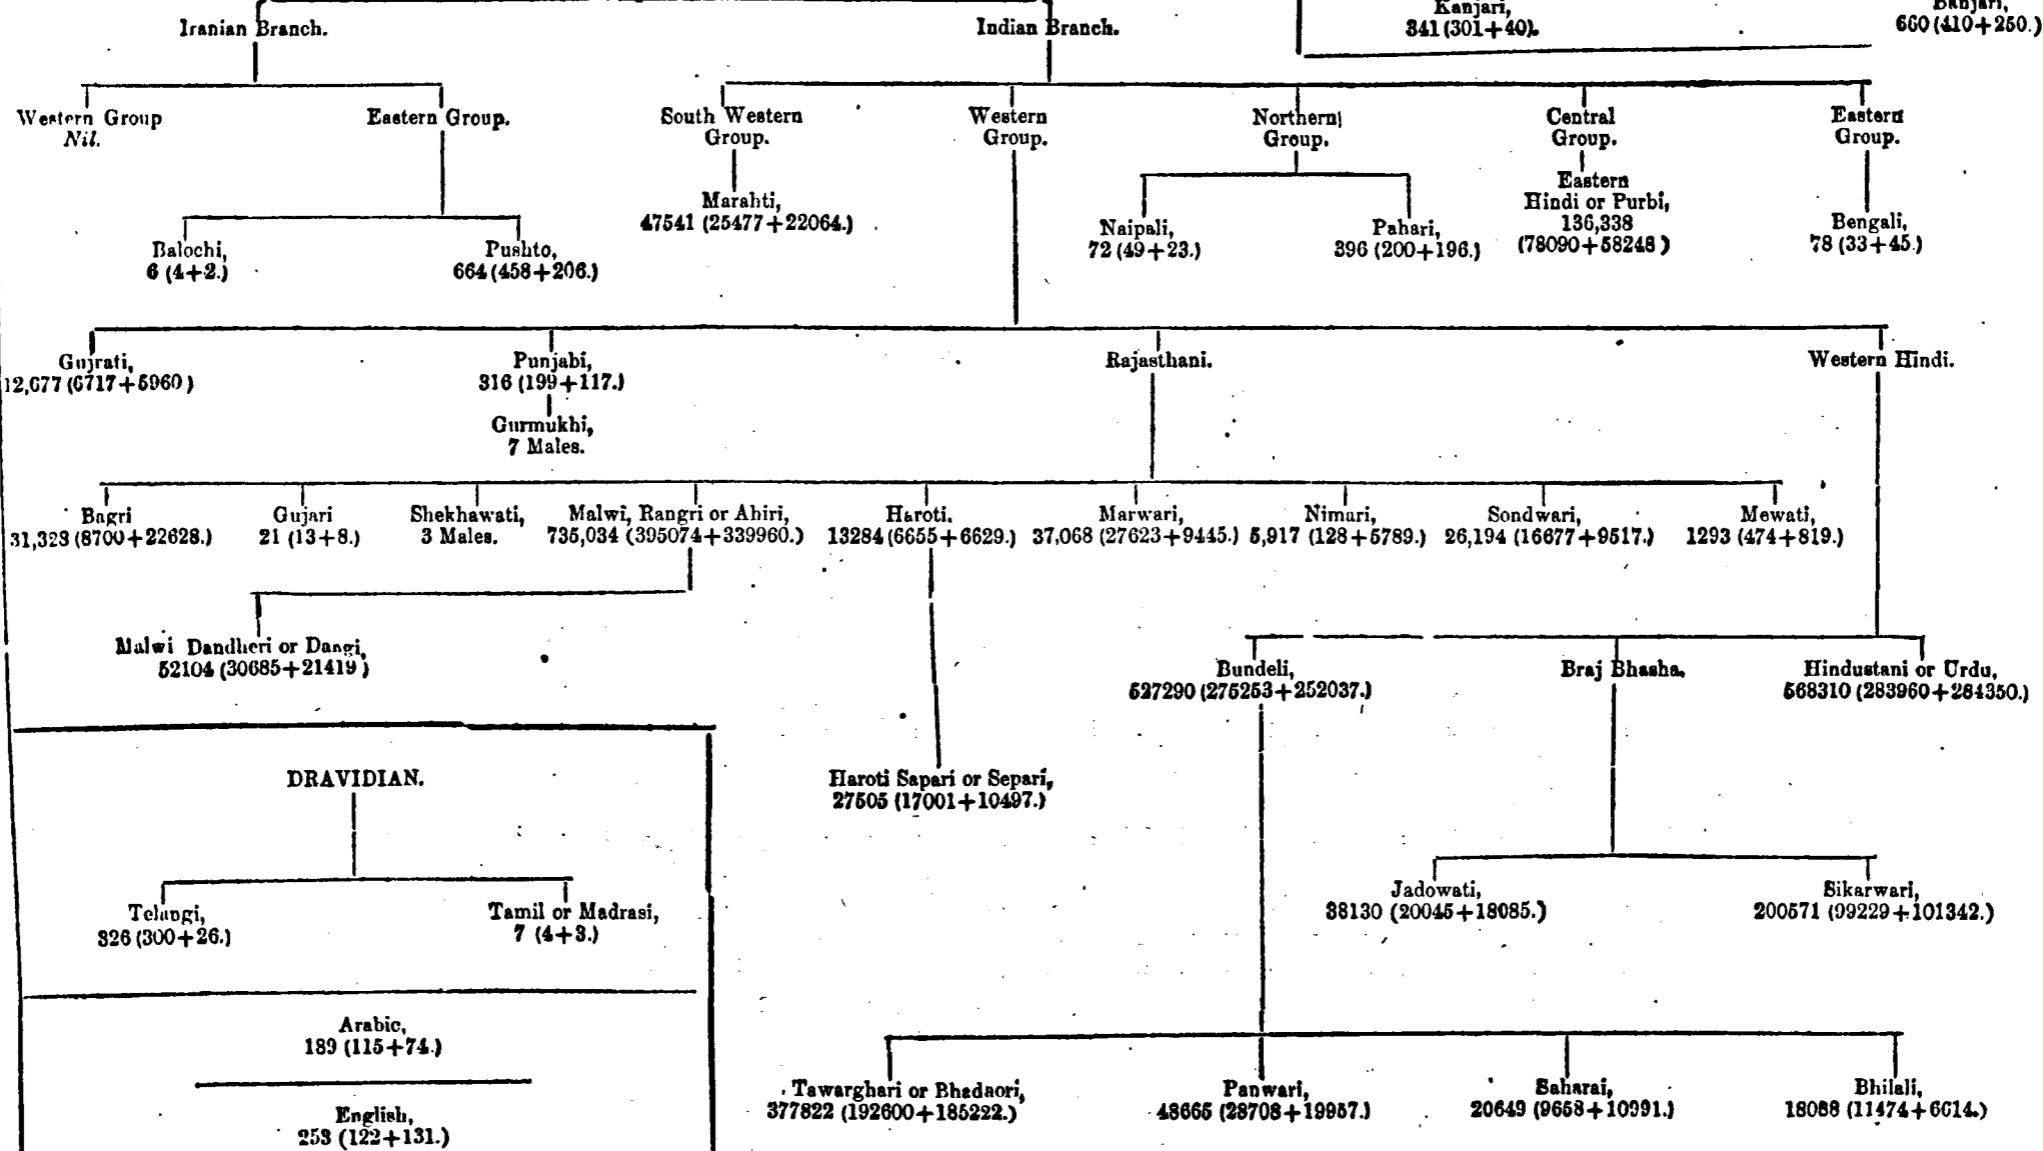 Kanjari,
341 (301+40).
Banjari,
660 (410+250.)
Iranian Branch.
Indian Branch.
Western Group
Nil.
Eastern Group.
South Western
Group.
Western
Group.
Northern
Group.
Central
Group.
Eastern
Group.
Marahti,
47541 (25477+22064.)
Naipali,
72 (49+23.)
Pahari,
396 (200+196.)
Eastern
Hindi or Purbi,
136,338
(78090+58248)
Bengali,
78 (33+45.)
Balochi,
6 (4+2.)
Pushto,
664 (458+206.)
Gujrati,
12,677 (6717+5960)
Punjabi,
316 (199+117.)
Gurmukhi,
7 Males.
Rajasthani.
Western Hindi.
Bagri
31,328 (8700+22628.)
Gujari
21 (13+8.)
Shekhawati,
3 Males.
Malwi, Rangri or Ahiri,
735,034 (395074+339960.)
Haroti.
13284 (6655+6629.)
Marwari,
37,068 (27623+9445.)
Nimari,
5,917 (128+5789.)
Sondwari,
26,194 (16677+9517.)
Mewati,
1293 (474+819.)
Malwi Dandheri or Dangi,
52104 (30685+21419)
Bundeli,
527290 (275253+252037.)
Braj Bhasha.
Hindustani or Urdu,
568310 (283960+284350.)
DRAVIDIAN.
Haroti Sapari or Separi,
27505 (17001+10497.)
Telangi,
326 (300+26.)
Tamil or Madrasi,
7 (4+3.)
Jadowati,
38130 (20045+18085.)
Sikarwari,
200571 (99229+101342.)
Arabic,
189 (115+74.)
English,
253 (122+131.)
Tawarghari or Bhadaori,
377822 (192600+185222.)
Panwari,
48665 (28708+19957.)
Saharai,
20649 (9658+10991.)
Bhilali,
18088 (11474+6614.)